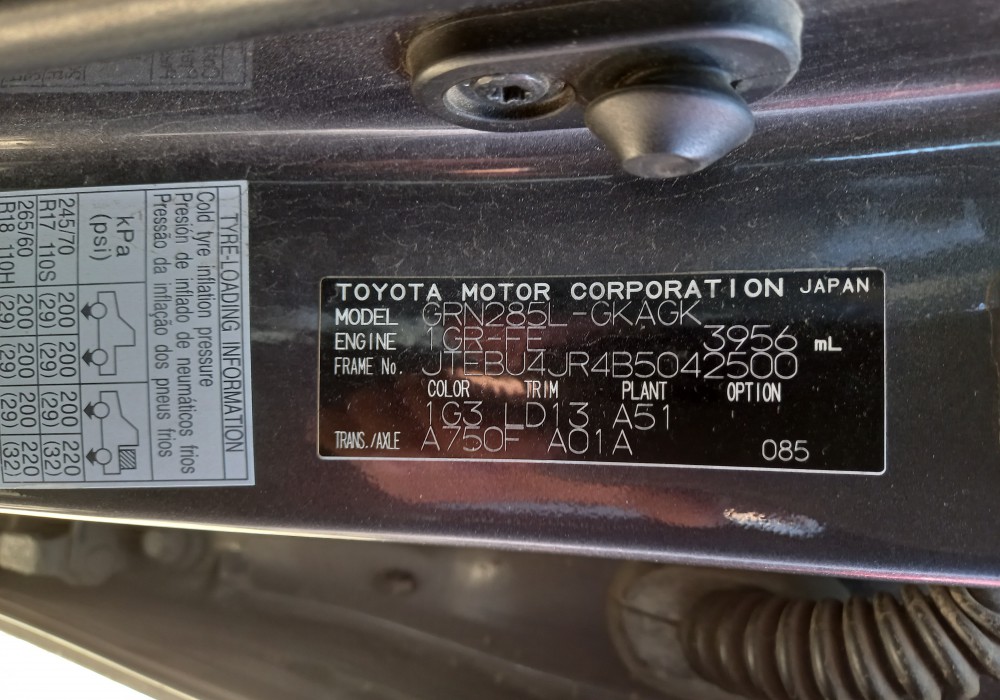 TOYOTA MOTOR CORPORATION JAPAN
MODEL GRN285L-GKAGK
ENGINE 1GR-FE 3956 mL
FRAME No. JTEBU4JR4B5042500
COLOR TRIM PLANT OPTION
1G3 LD13 A51
TRANS./AXLE A750F A01A 085
TYRE-LOADING INFORMATION
Cold tyre inflation pressure
Presión de inflado de neumáticos fríos
Pressão da inflação dos pneus frios
kPa
(psi)
245/70 200 200 200 220
R17 110S (29) (29) (29) (32)
265/60 200 200 200 220
R18 110H (29) (29) (29) (32)